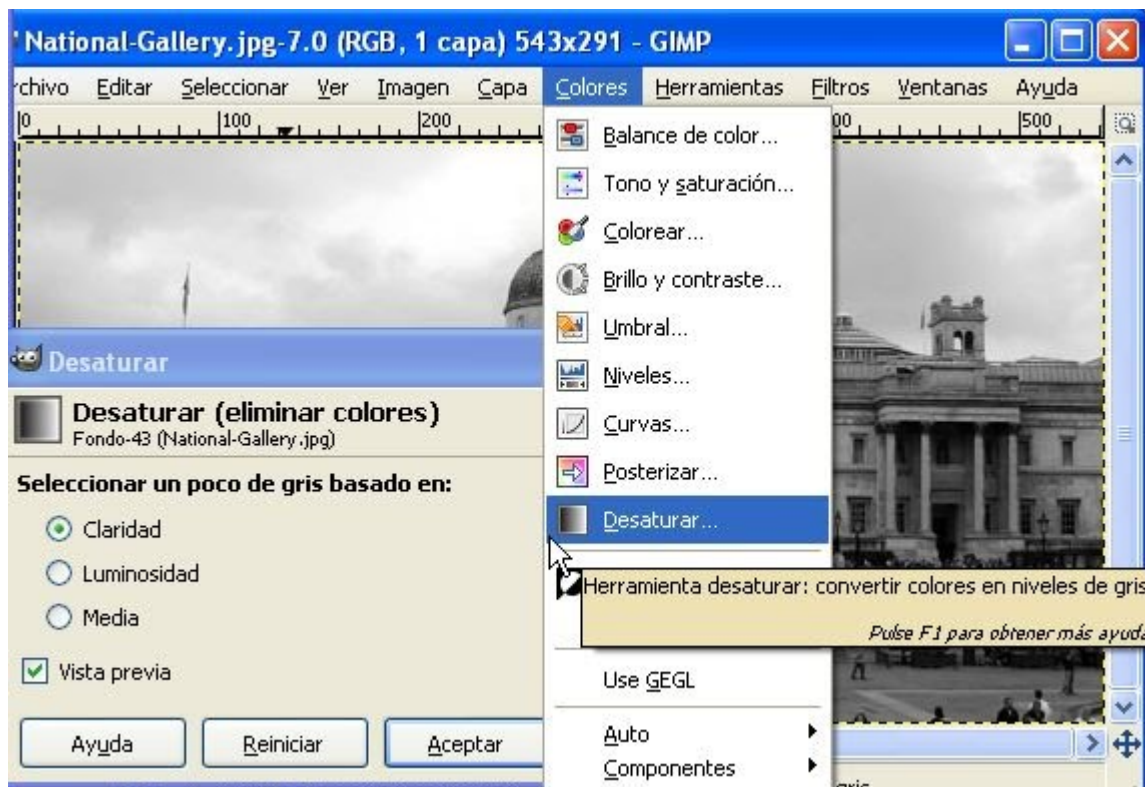 National-Gallery.jpg-7.0 (RGB, 1 capa) 543x291 - GIMP
rchivo Editar Seleccionar Ver Imagen Capa Colores Herramientas Filtros Ventanas Ayuda
0 100 200 00 500
Balance de color...
Tono y saturación...
Colorear...
Brillo y contraste...
Umbral...
Niveles...
Curvas...
Posterizar...
Desaturar...
Herramienta desaturar: convertir colores en niveles de gris
Pulse F1 para obtener más ayuda
Use GEGL
Auto
Componentes
Desaturar
Desaturar (eliminar colores)
Fondo-43 (National-Gallery.jpg)
Seleccionar un poco de gris basado en:
Claridad
Luminosidad
Media
Vista previa
Ayuda Reiniciar Aceptar